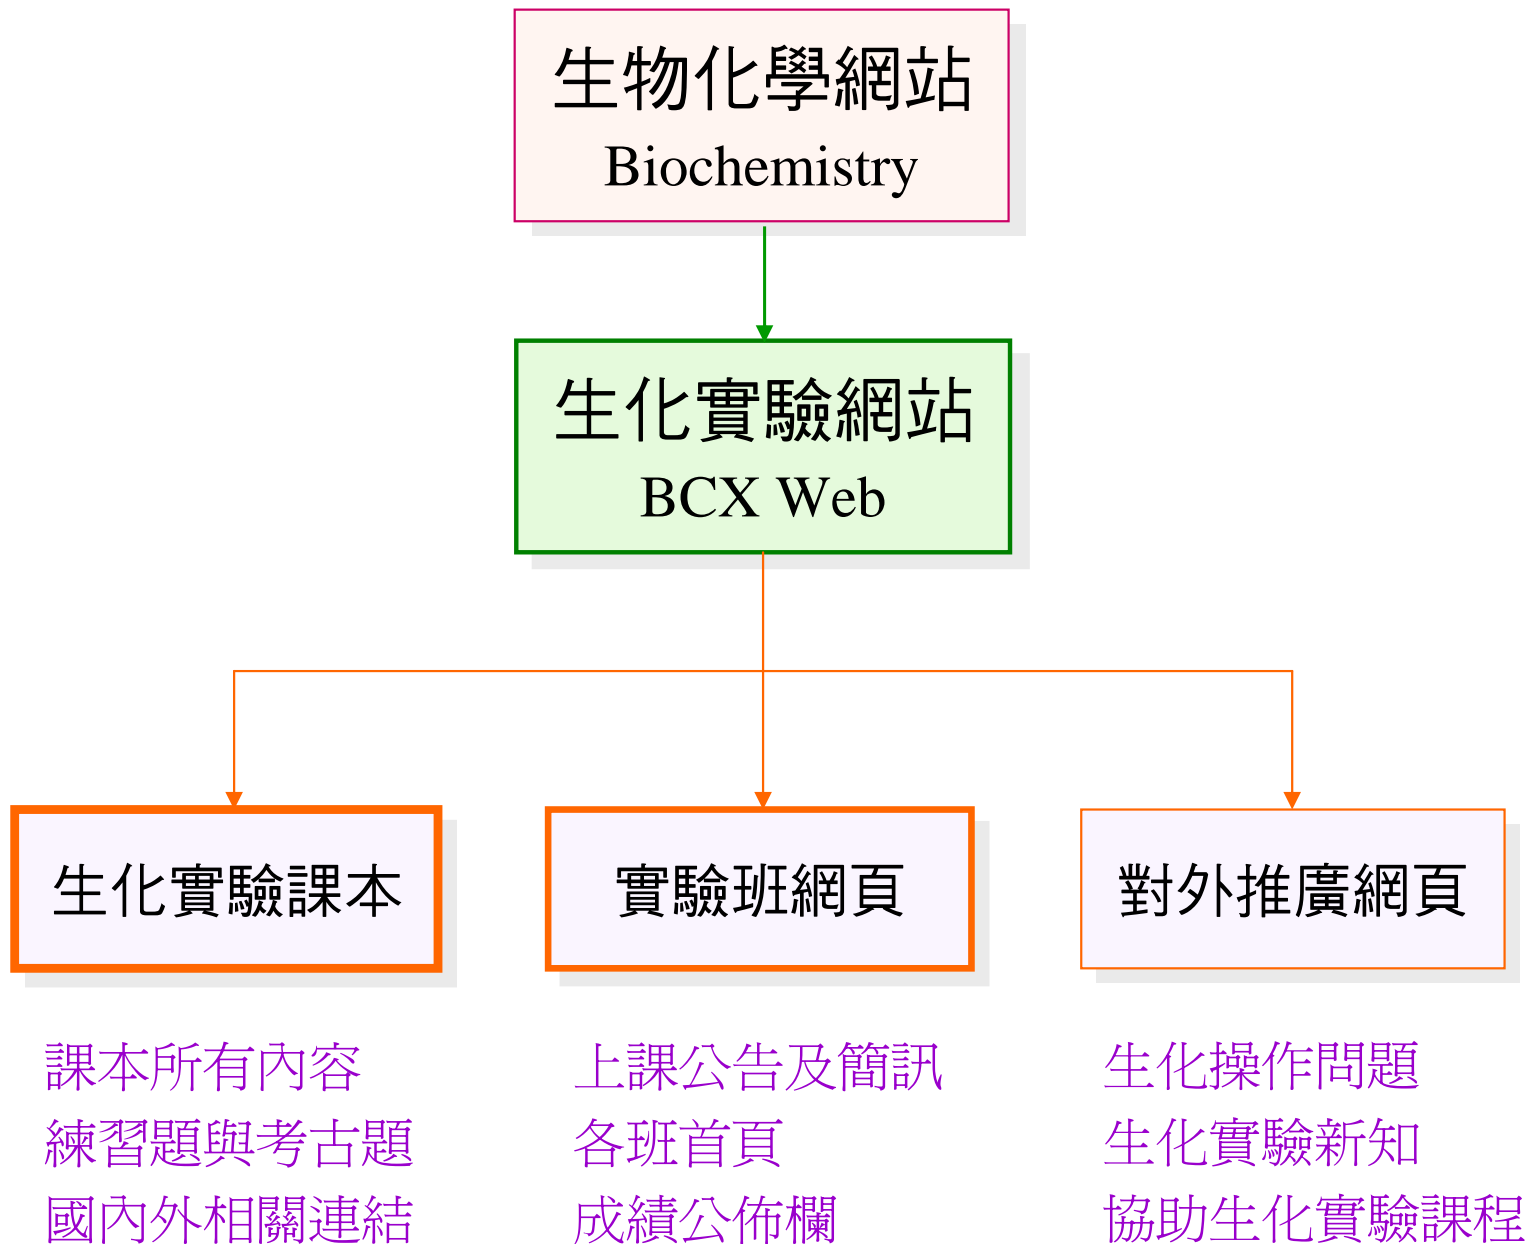 生物化學網站
Biochemistry
生化實驗網站
BCX Web
生化實驗課本
實驗班網頁
對外推廣網頁
課本所有內容
練習題與考古題
國內外相關連結
上課公告及簡訊
各班首頁
成績公佈欄
生化操作問題
生化實驗新知
協助生化實驗課程